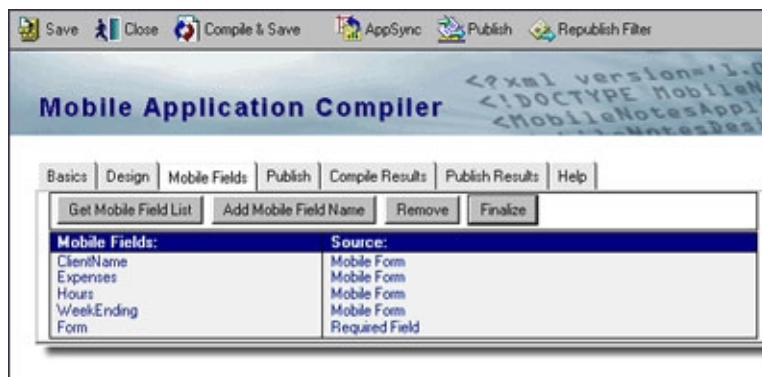 Save Close Compile & Save AppSync Publish Republish Filter
<?xml version='1.0
<!DOCTYPE MobileN
<MobileNotesAppl
Mobile Application Compiler
Basics Design Mobile Fields Publish Compile Results Publish Results Help
Get Mobile Field List Add Mobile Field Name Remove Finalize
Mobile Fields: Source:
ClientName Mobile Form
Expenses Mobile Form
Hours Mobile Form
WeekEnding Mobile Form
Form Required Field